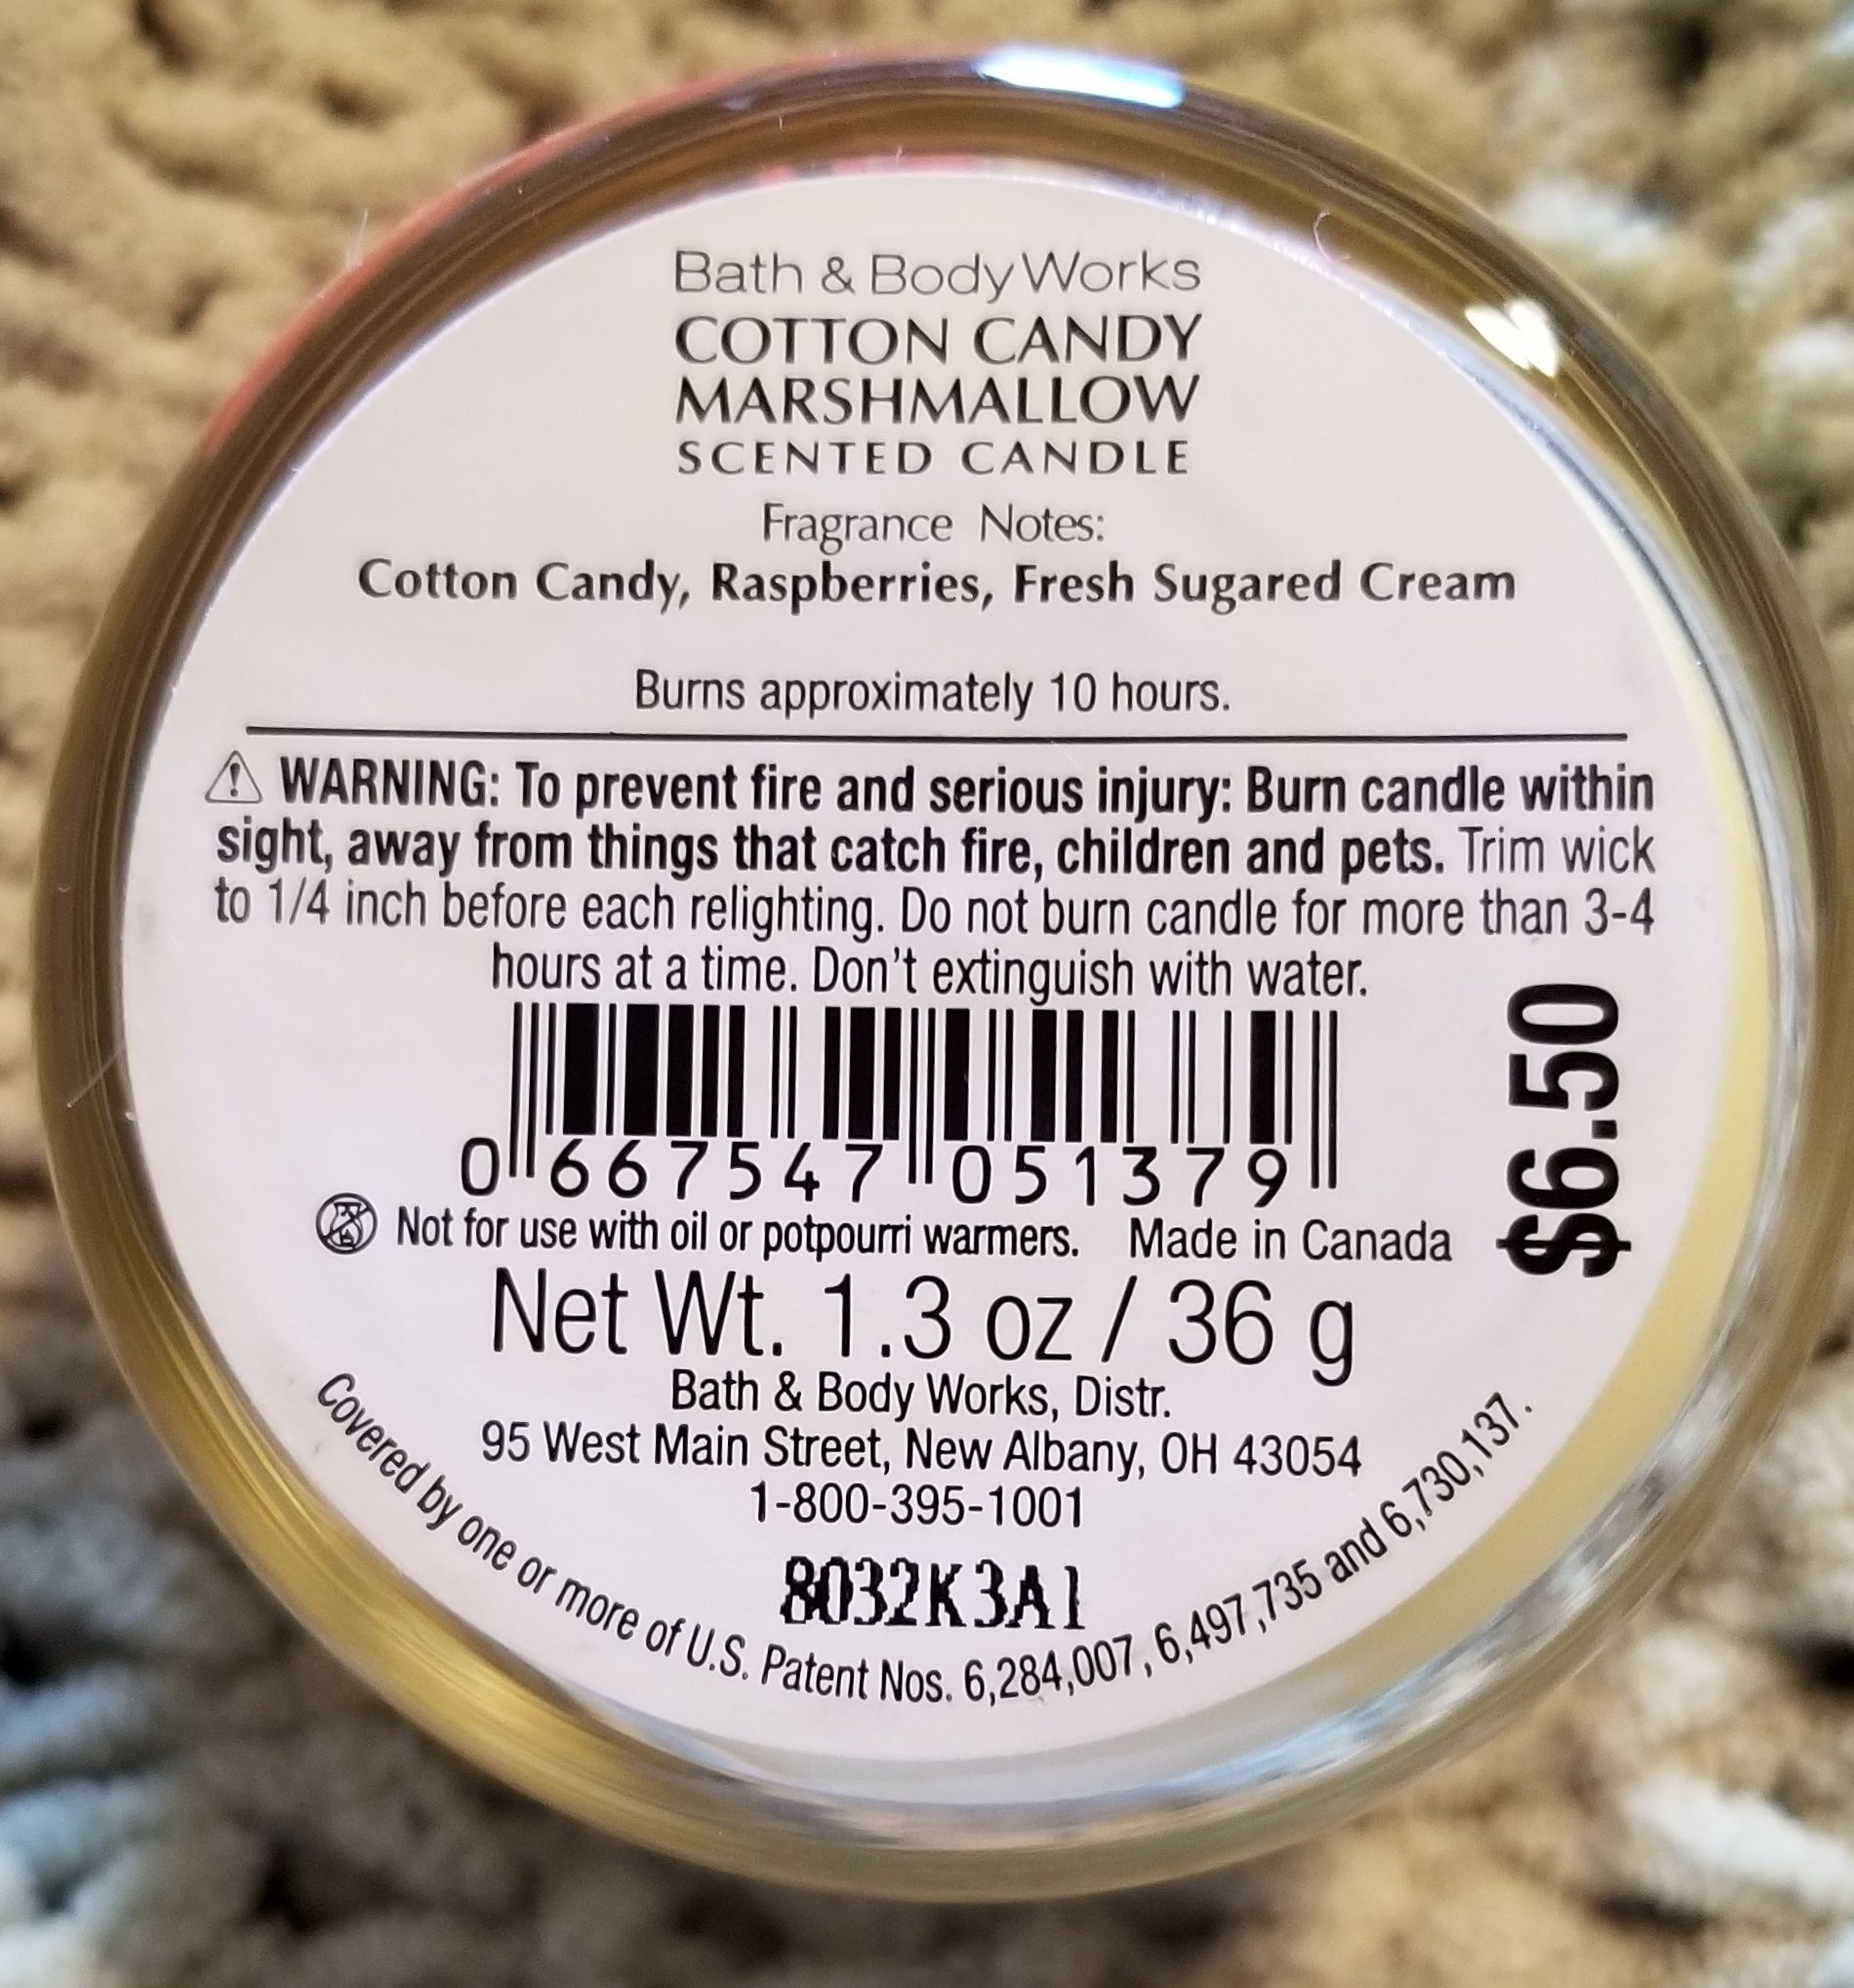 Bath & Body Works
COTTON CANDY
MARSHMALLOW
SCENTED CANDLE
Fragrance Notes:
Cotton Candy, Raspberries, Fresh Sugared Cream
Burns approximately 10 hours.
WARNING: To prevent fire and serious injury: Burn candle within
sight, away from things that catch fire, children and pets. Trim wick
to 1/4 inch before each relighting. Do not burn candle for more than 3-4
hours at a time. Don't extinguish with water.
$6.50
0 667547 051379
Not for use with oil or potpourri warmers. Made in Canada
Net Wt. 1.3 oz / 36 g
Bath & Body Works, Distr.
95 West Main Street, New Albany, OH 43054
1-800-395-1001
8032K3A1
Covered by one or more of U.S. Patent Nos. 6,284,007, 6,497,735 and 6,730,137.